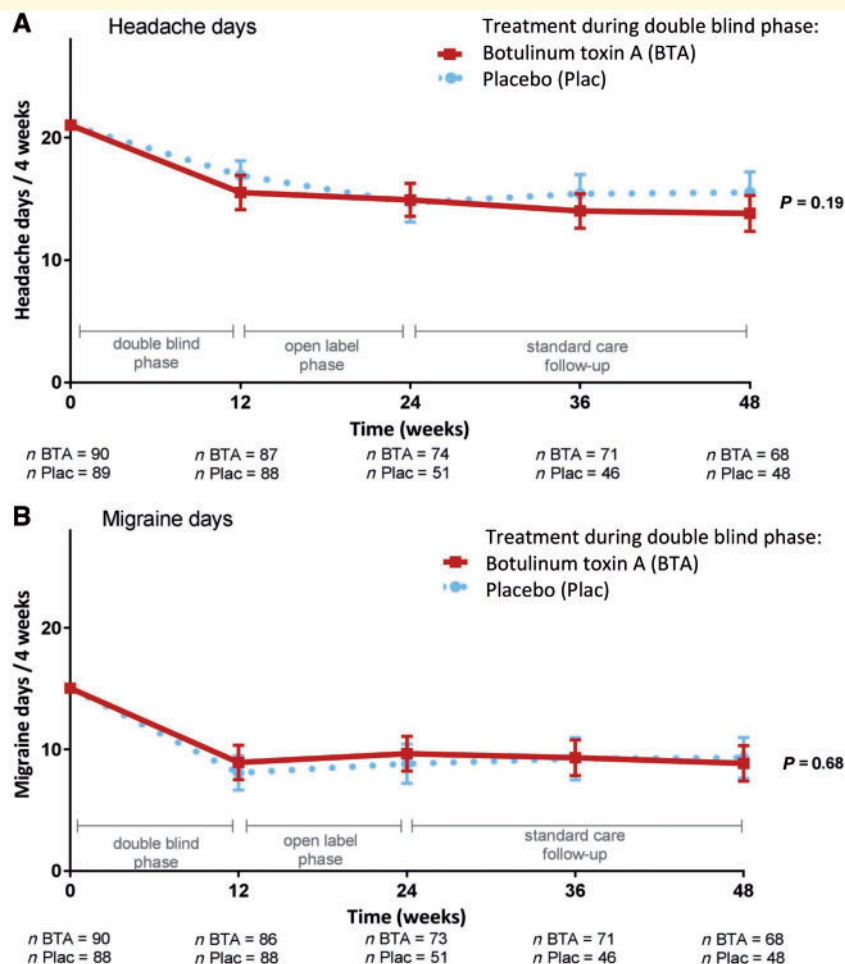 A
Headache days
Treatment during double blind phase:
Botulinum toxin A (BTA)
Placebo (Plac)
Headache days / 4 weeks
20
10
0
P = 0.19
double blind
phase
open label
phase
standard care
follow-up
0 12 24 36 48
Time (weeks)
n BTA = 90 n BTA = 87 n BTA = 74 n BTA = 71 n BTA = 68
n Plac = 89 n Plac = 88 n Plac = 51 n Plac = 46 n Plac = 48
B
Migraine days
Treatment during double blind phase:
Botulinum toxin A (BTA)
Placebo (Plac)
Migraine days / 4 weeks
20
10
0
P = 0.68
double blind
phase
open label
phase
standard care
follow-up
0 12 24 36 48
Time (weeks)
n BTA = 90 n BTA = 86 n BTA = 73 n BTA = 71 n BTA = 68
n Plac = 88 n Plac = 88 n Plac = 51 n Plac = 46 n Plac = 48